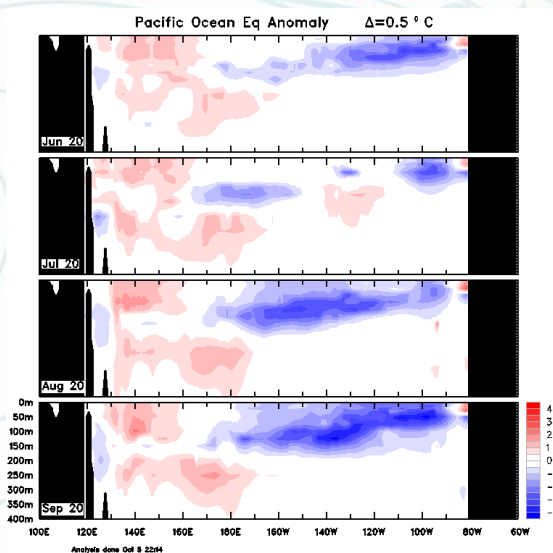 Pacific Ocean Eq Anomaly Δ=0.5 ° C
Jun 20
Jul 20
Aug 20
0m
50m
100m
150m
200m
250m
300m
350m
400m
Sep 20
4
3
2
1
0
-
-
-
-
100E 120E 140E 160E 180E 160W 140W 120W 100W 80W 60W
Analysis done Oct 8 22:14